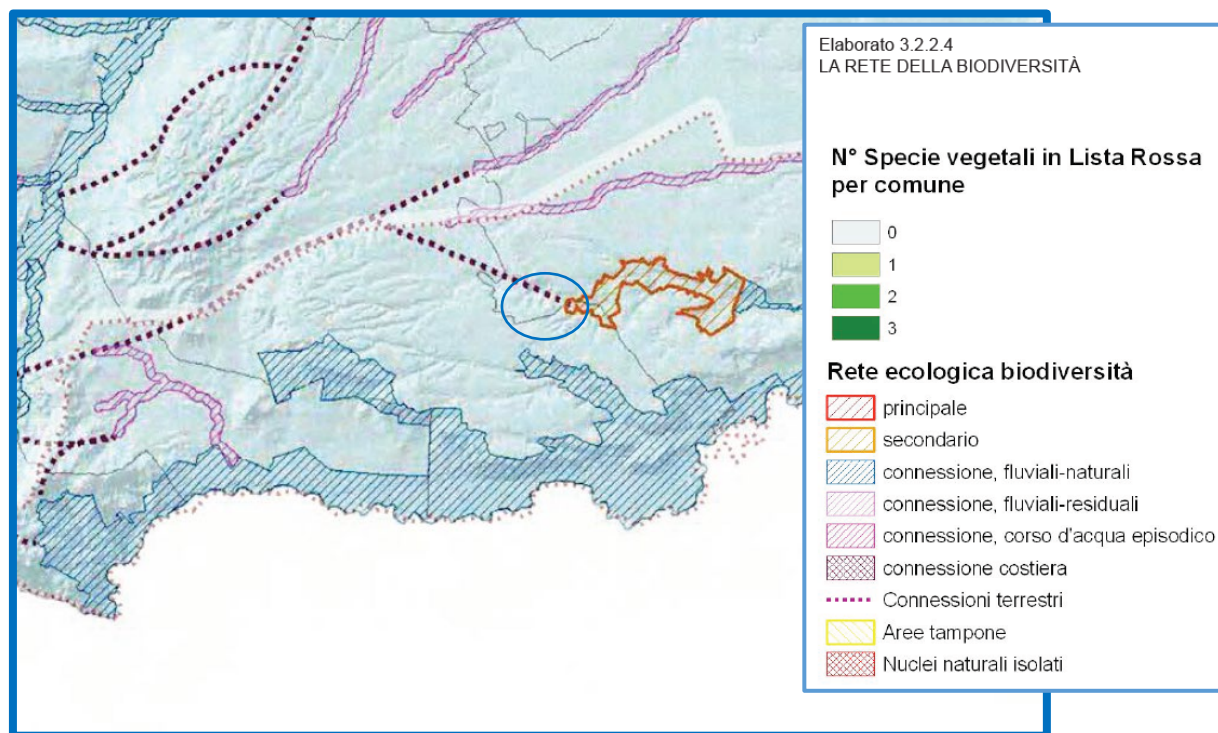 Elaborato 3.2.2.4
LA RETE DELLA BIODIVERSITÀ
N° Specie vegetali in Lista Rossa
per comune
0
1
2
3
Rete ecologica biodiversità
principale
secondario
connessione, fluviali-naturali
connessione, fluviali-residuali
connessione, corso d'acqua episodico
connessione costiera
Connessioni terrestri
Aree tampone
Nuclei naturali isolati